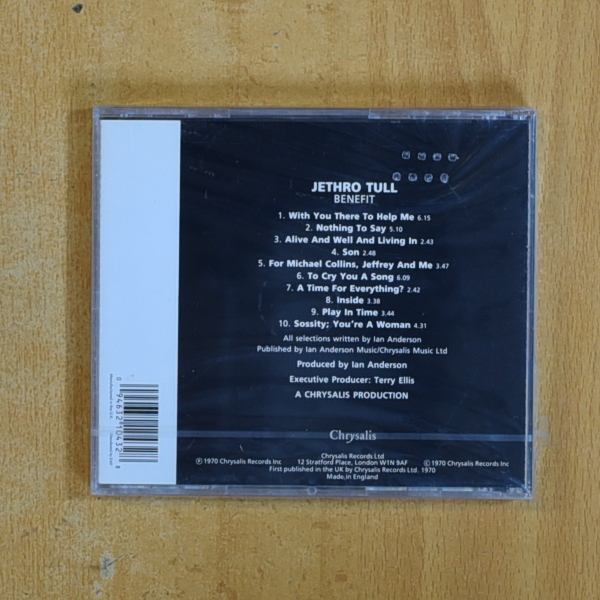 JETHRO TULL
BENEFIT
1. With You There To Help Me 6.15
2. Nothing To Say 5.10
3. Alive And Well And Living In 2.43
4. Son 2.48
5. For Michael Collins, Jeffrey And Me 3.47
6. To Cry You A Song 6.09
7. A Time For Everything? 2.42
8. Inside 3.38
9. Play In Time 3.44
10. Sossity; You're A Woman 4.31
All selections written by Ian Anderson
Published by Ian Anderson Music/Chrysalis Music Ltd
Produced by Ian Anderson
Executive Producer: Terry Ellis
A CHRYSALIS PRODUCTION
Chrysalis
Chrysalis Records Ltd
℗ 1970 Chrysalis Records Inc 12 Stratford Place, London W1N 9AF © 1970 Chrysalis Records Inc
First published in the UK by Chrysalis Records Ltd. 1970
Made in England
0 94632 10432 8